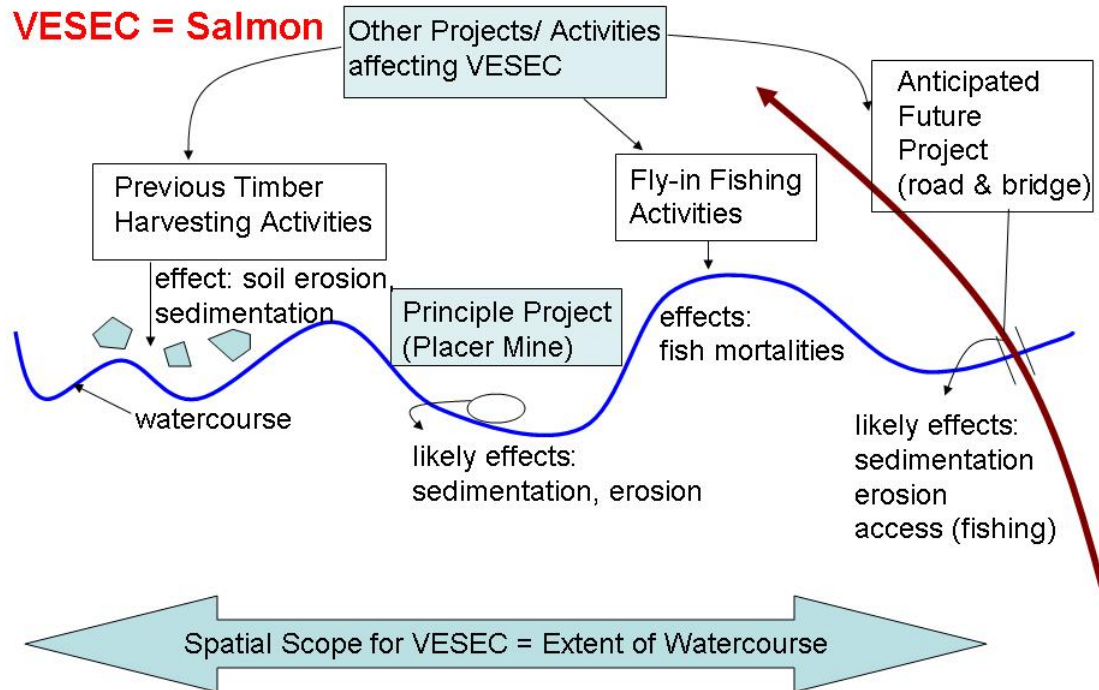 VESEC = Salmon
Other Projects/ Activities
affecting VESEC
Anticipated
Future
Project
(road & bridge)
Previous Timber
Harvesting Activities
Fly-in Fishing
Activities
effect: soil erosion,
sedimentation
Principle Project
(Placer Mine)
effects:
fish mortalities
watercourse
likely effects:
sedimentation, erosion
likely effects:
sedimentation
erosion
access (fishing)
Spatial Scope for VESEC = Extent of Watercourse